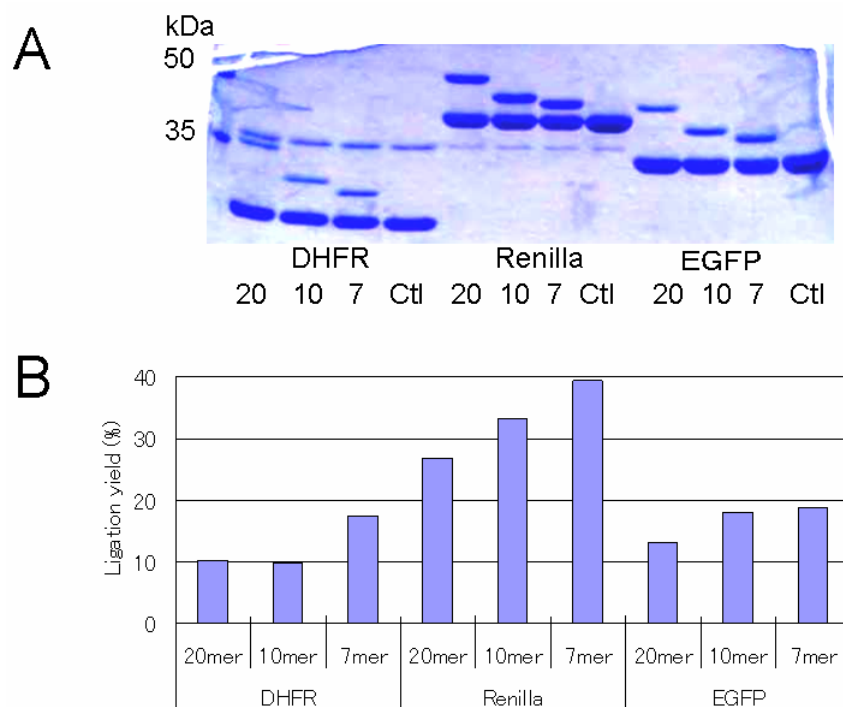 A
kDa
50
35
DHFR Renilla EGFP
20 10 7 Ctl 20 10 7 Ctl 20 10 7 Ctl
B
Ligation yield (%)
40
30
20
10
0
20mer 10mer 7mer 20mer 10mer 7mer 20mer 10mer 7mer
DHFR Renilla EGFP